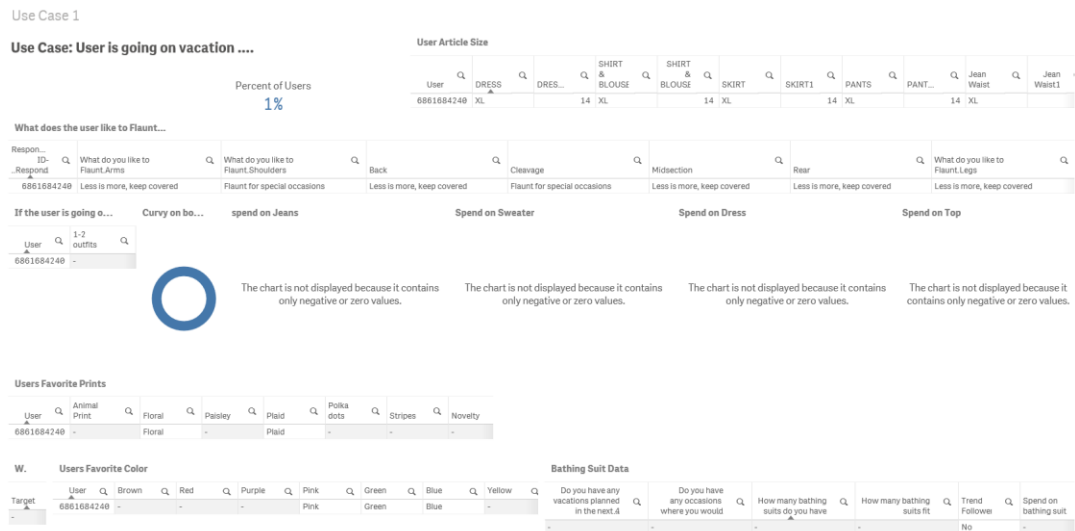 Use Case 1
Use Case: User is going on vacation ....
Percent of Users
1%
User Article Size
User DRESS DRES... SHIRT & BLOUSE SHIRT & BLOUSE SKIRT SKIRT1 PANTS PANT... Jean Waist Jean Waist1
6861684240 XL 14 XL 14 XL 14 XL 14 XL
What does the user like to Flaunt...
Respon... ID- ..Respond What do you like to Flaunt.Arms What do you like to Flaunt.Shoulders Back Cleavage Midsection Rear What do you like to Flaunt.Legs
6861684240 Less is more, keep covered Flaunt for special occasions Less is more, keep covered Flaunt for special occasions Less is more, keep covered Less is more, keep covered Less is more, keep covered
If the user is going o... Curvy on bo... spend on Jeans Spend on Sweater Spend on Dress Spend on Top
User 1-2 outfits
6861684240 -
The chart is not displayed because it contains only negative or zero values.
The chart is not displayed because it contains only negative or zero values.
The chart is not displayed because it contains only negative or zero values.
The chart is not displayed because it contains only negative or zero values.
Users Favorite Prints
User Animal Print Floral Paisley Plaid Polka dots Stripes Novelty
6861684240 - Floral - Plaid - - -
W. Users Favorite Color
Target
-
User Brown Red Purple Pink Green Blue Yellow
6861684240 - - - Pink Green Blue -
Bathing Suit Data
Do you have any vacations planned in the next.4 Do you have any occasions where you would How many bathing suits do you have How many bathing suits fit Trend Follower Spend on bathing suit
- - - - No -